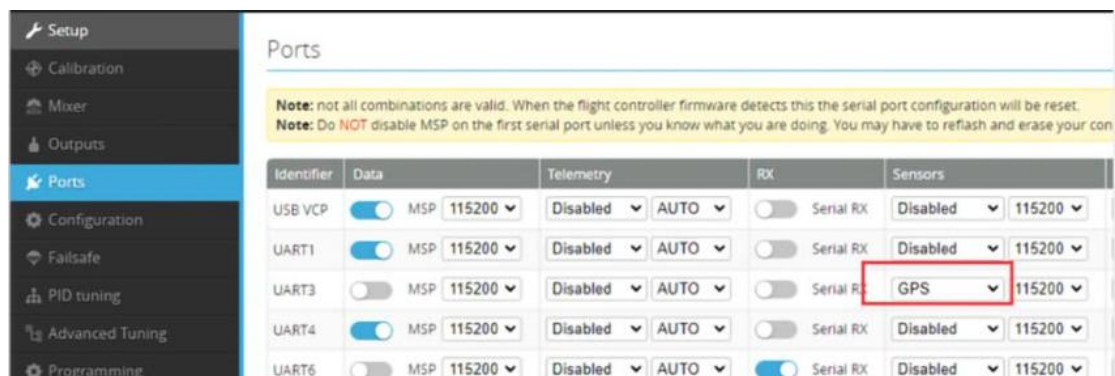 Setup
Calibration
Mixer
Outputs
Ports
Configuration
Failsafe
PID tuning
Advanced Tuning
Programming
Ports
Note: not all combinations are valid. When the flight controller firmware detects this the serial port configuration will be reset.
Note: Do NOT disable MSP on the first serial port unless you know what you are doing. You may have to reflash and erase your con
Identifier Data Telemetry RX Sensors
USB VCP MSP 115200 Disabled AUTO Serial RX Disabled 115200
UART1 MSP 115200 Disabled AUTO Serial RX Disabled 115200
UART3 MSP 115200 Disabled AUTO Serial RX GPS 115200
UART4 MSP 115200 Disabled AUTO Serial RX Disabled 115200
UART6 MSP 115200 Disabled AUTO Serial RX Disabled 115200